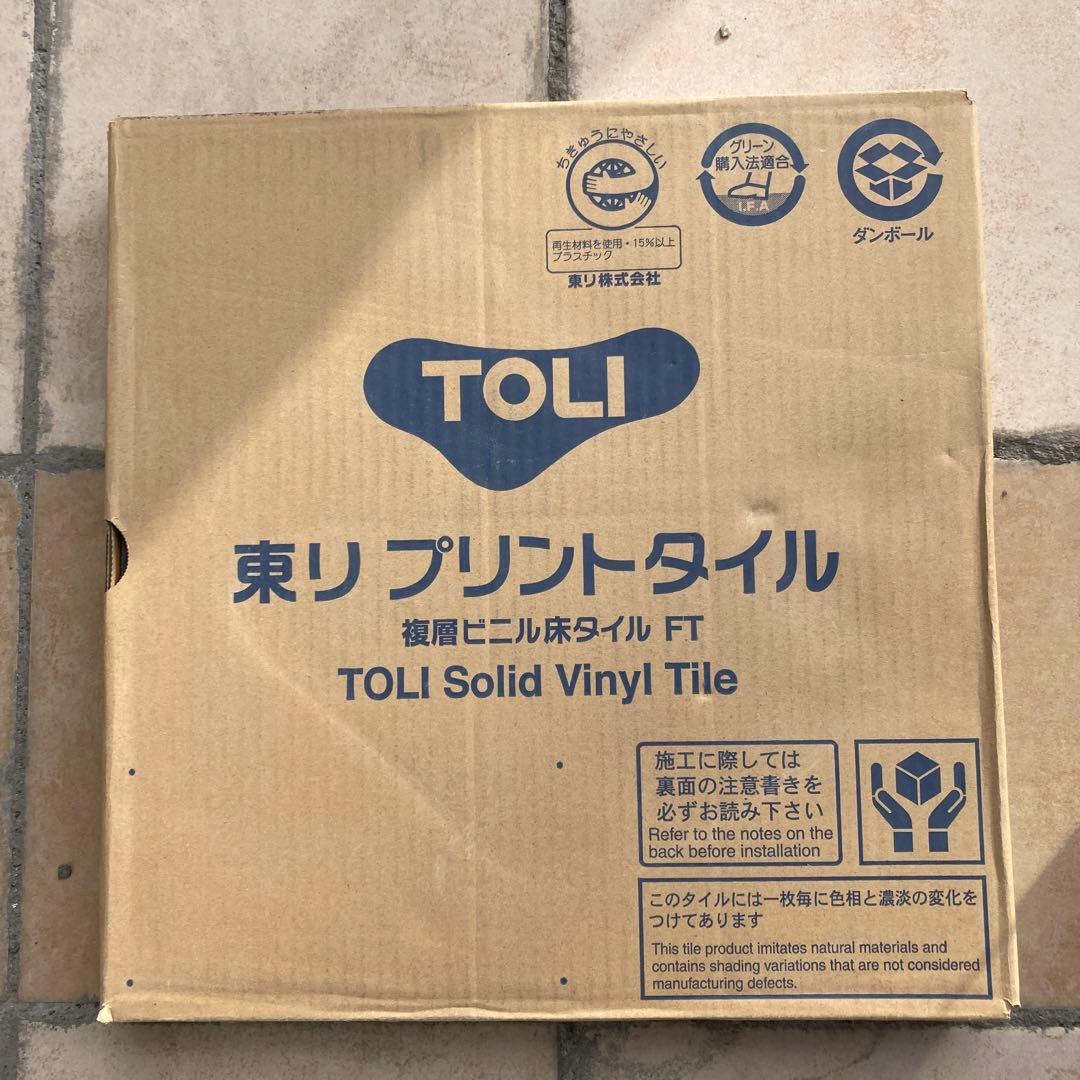 ちきゅうにやさしい
再生材料を使用・15%以上
プラスチック
東リ株式会社
グリーン
購入法適合
I.F.A
ダンボール
TOLI
東リ プリントタイル
複層ビニル床タイル FT
TOLI Solid Vinyl Tile
施工に際しては
裏面の注意書きを
必ずお読み下さい
Refer to the notes on the
back before installation
このタイルには一枚毎に色相と濃淡の変化を
つけてあります
This tile product imitates natural materials and
contains shading variations that are not considered
manufacturing defects.